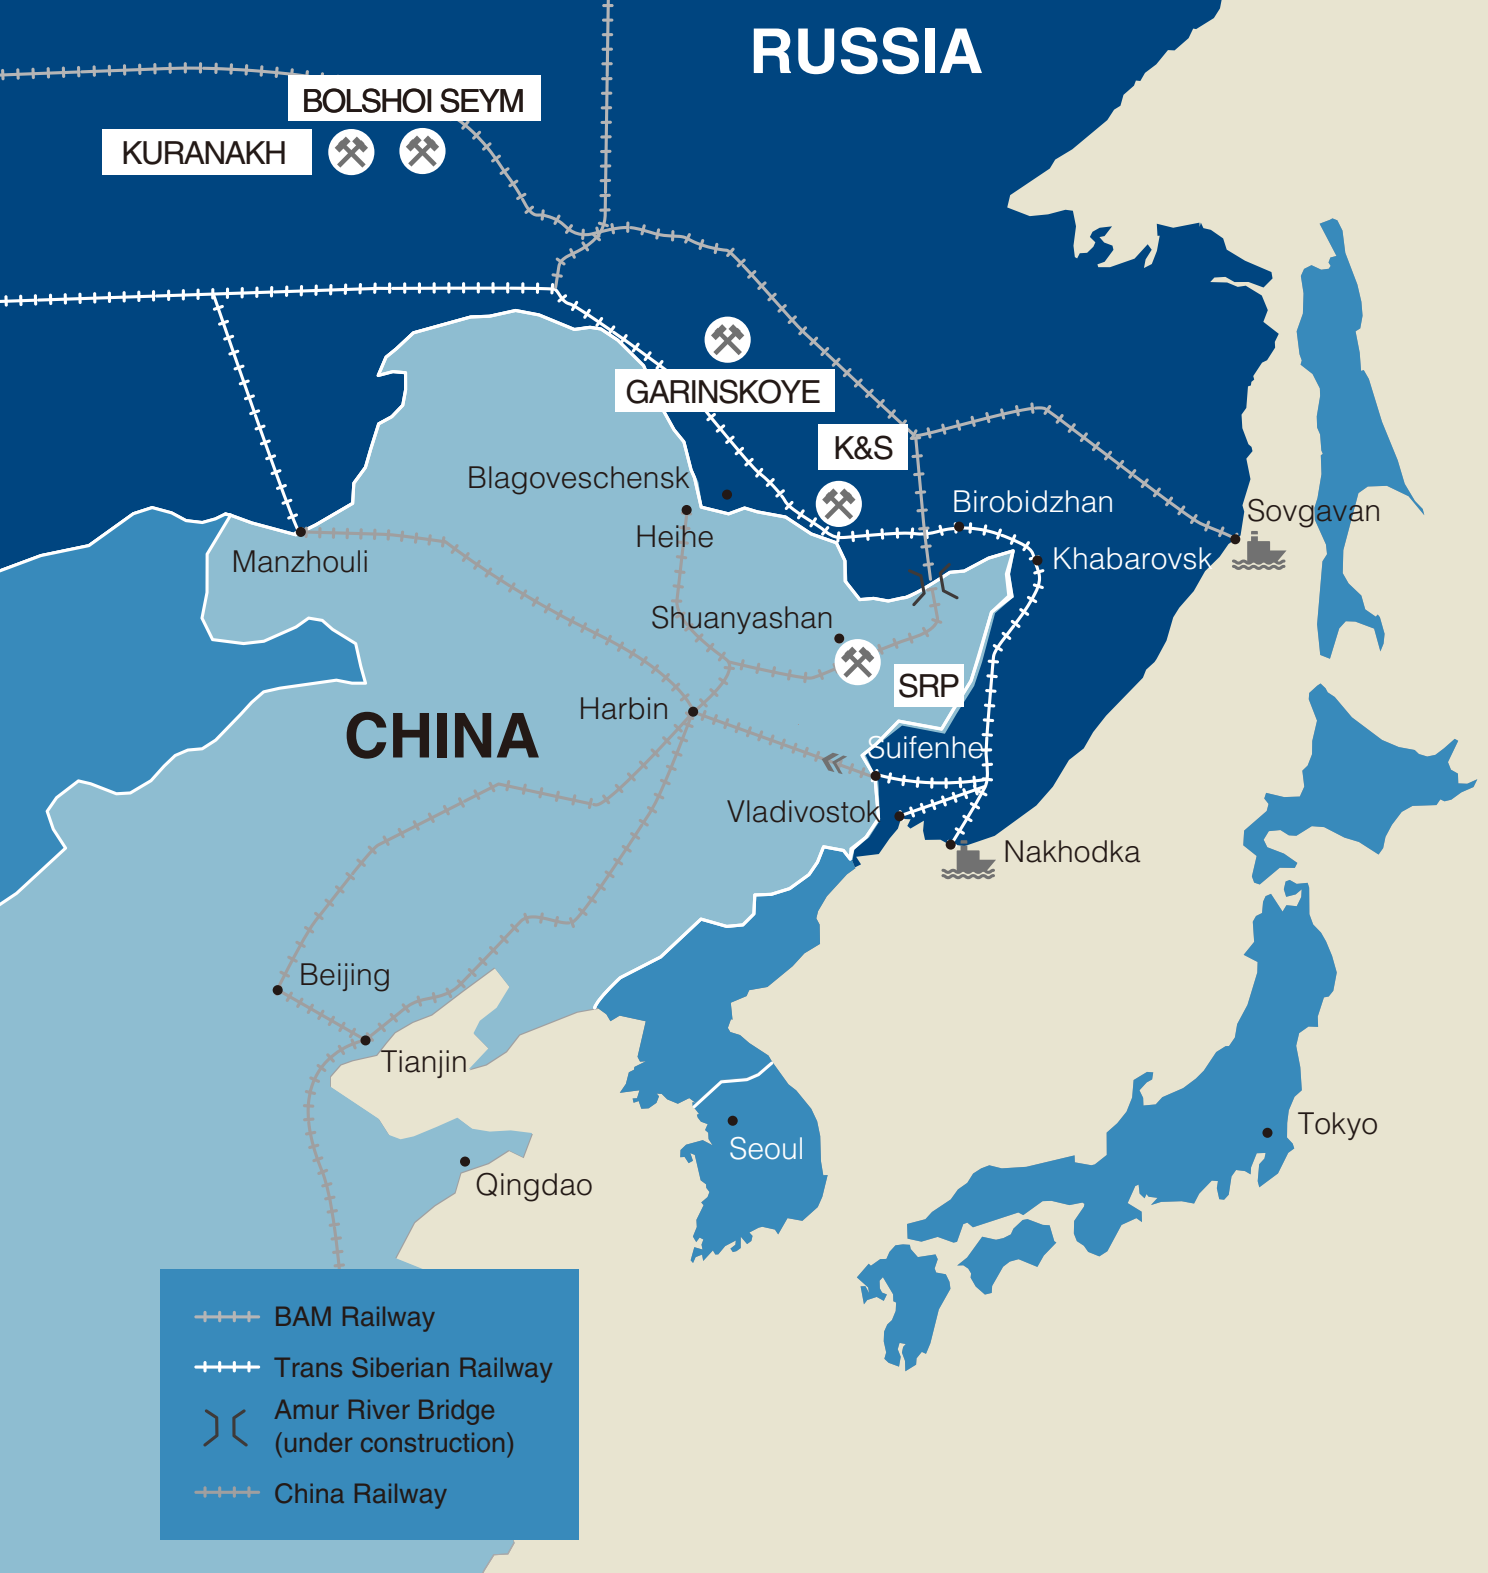 RUSSIA
BOLSHOI SEYM
KURANAKH
GARINSKOYE
K&S
Blagoveschensk
Birobidzhan
Sovgavan
Heihe
Manzhouli
Khabarovsk
Shuanyashan
SRP
Harbin
CHINA
Suifenhe
Vladivostok
Nakhodka
Beijing
Tianjin
Tokyo
Seoul
Qingdao
BAM Railway
Trans Siberian Railway
Amur River Bridge
(under construction)
China Railway